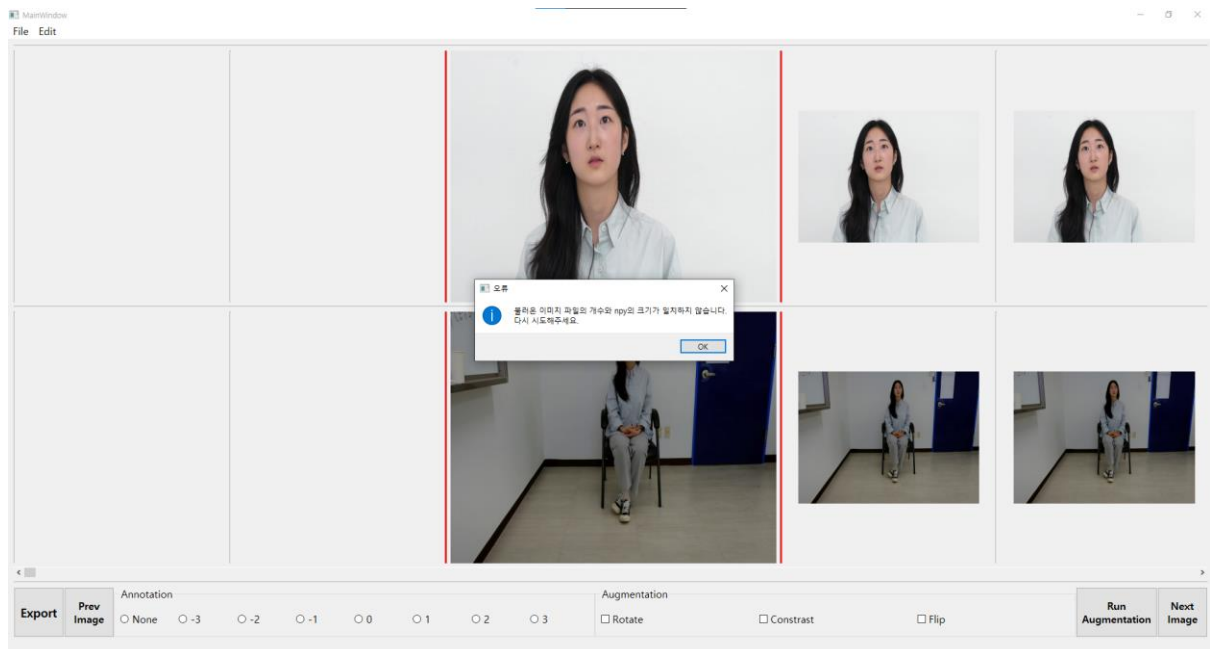 MainWindow
File Edit
오류
불러온 이미지 파일의 개수와 npy의 크기가 일치하지 않습니다.
다시 시도해주세요.
OK
Export
Prev
Image
Annotation
None -3 -2 -1 0 1 2 3
Augmentation
Rotate Constrast Flip
Run
Augmentation
Next
Image